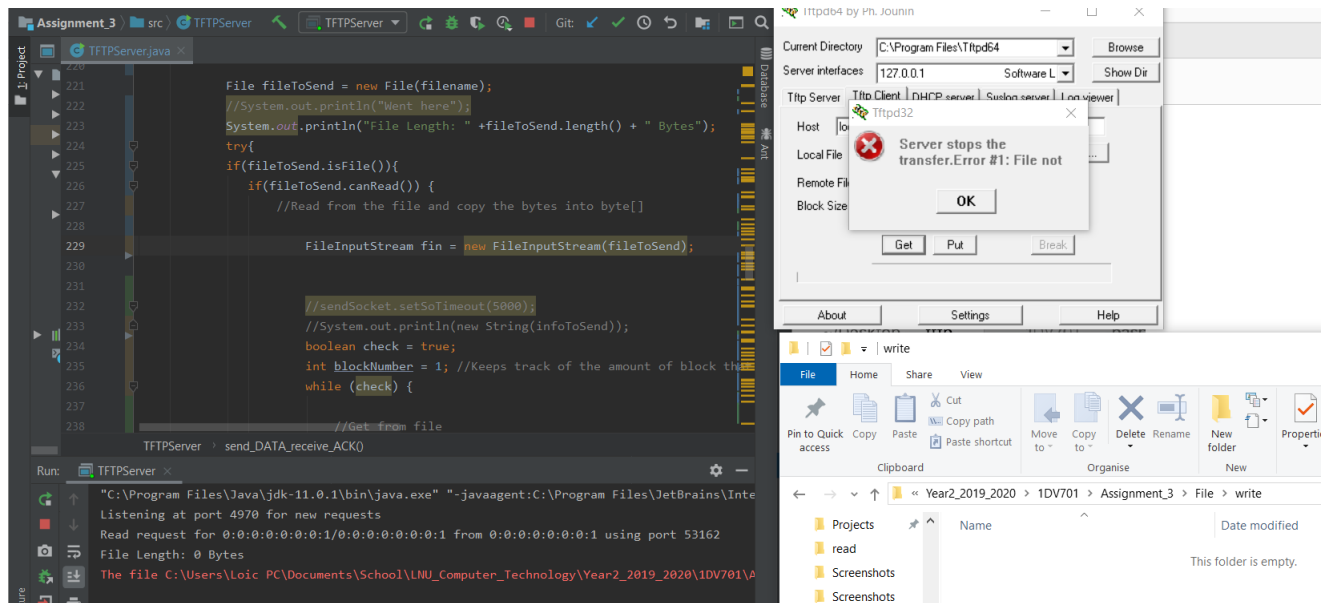 Assignment_3 〉 src 〉 TFTPServer
TFTPServer
Git:
TFTPServer.java ×
1: Project
Database
Ant
220
221 File fileToSend = new File(filename);
222 //System.out.println("Went here");
223 System.out.println("File Length: " +fileToSend.length() + " Bytes");
224 try{
225 if(fileToSend.isFile()){
226 if(fileToSend.canRead()) {
227 //Read from the file and copy the bytes into byte[]
228
229 FileInputStream fin = new FileInputStream(fileToSend);
230
231
232 //sendSocket.setSoTimeout(5000);
233 //System.out.println(new String(infoToSend));
234 boolean check = true;
235 int blockNumber = 1; //Keeps track of the amount of block
236 while (check) {
237
238 //Get from file
TFTPServer › send_DATA_receive_ACK()
Run: TFTPServer ×
"C:\Program Files\Java\jdk-11.0.1\bin\java.exe" "-javaagent:C:\Program Files\JetBrains\Inte
Listening at port 4970 for new requests
Read request for 0:0:0:0:0:0:0:1/0:0:0:0:0:0:0:1 from 0:0:0:0:0:0:0:1 using port 53162
File Length: 0 Bytes
The file C:\Users\Loic PC\Documents\School\LNU_Computer_Technology\Year2_2019_2020\1DV701\A
Tftpd64 by Ph. Jounin
Current Directory C:\Program Files\Tftpd64 Browse
Server interfaces 127.0.0.1 Software L Show Dir
Tftp Server Tftp Client DHCP server Syslog server Log viewer
Host lo
Local File ...
Remote Fil
Block Size
Tftpd32
Server stops the
transfer.Error #1: File not
OK
Get Put Break
About Settings Help
write
File Home Share View
Pin to Quick access
Copy
Paste
Cut
Copy path
Paste shortcut
Move to
Copy to
Delete
Rename
New folder
Properti
Clipboard Organise New
« Year2_2019_2020 › 1DV701 › Assignment_3 › File › write
Projects
read
Screenshots
Screenshots
Name Date modified
This folder is empty.